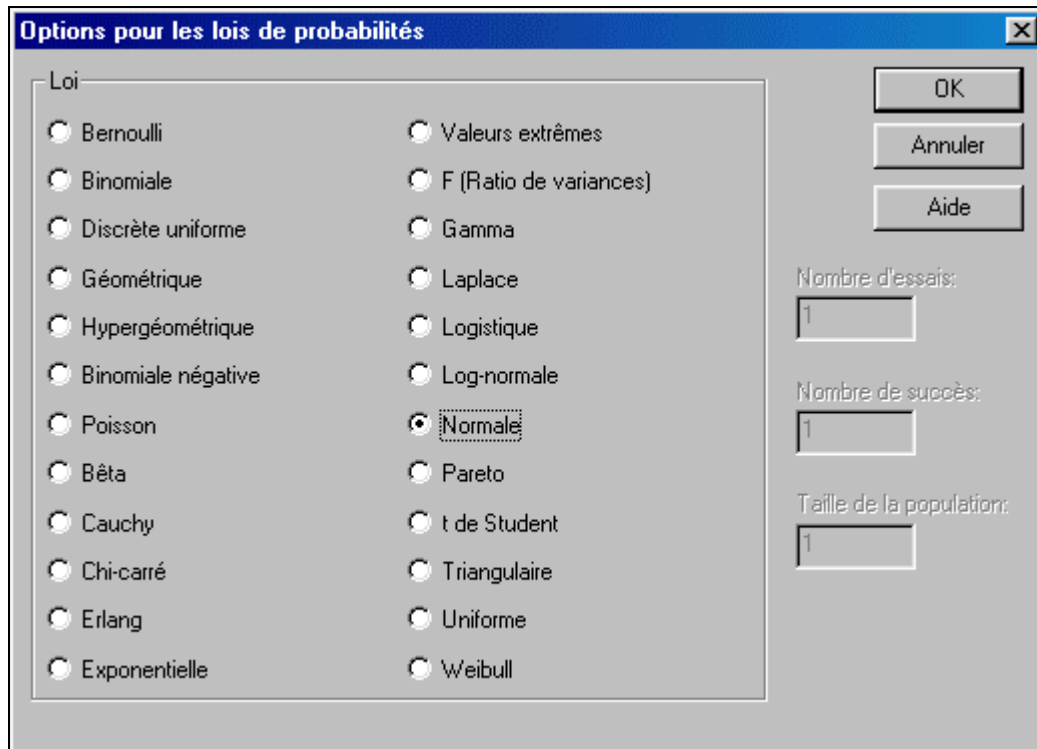 Options pour les lois de probabilités
Loi
Bernoulli
Binomiale
Discrète uniforme
Géométrique
Hypergéométrique
Binomiale négative
Poisson
Bêta
Cauchy
Chi-carré
Erlang
Exponentielle
Valeurs extrêmes
F (Ratio de variances)
Gamma
Laplace
Logistique
Log-normale
Normale
Pareto
t de Student
Triangulaire
Uniforme
Weibull
OK
Annuler
Aide
Nombre d'essais:
1
Nombre de succès:
1
Taille de la population:
1